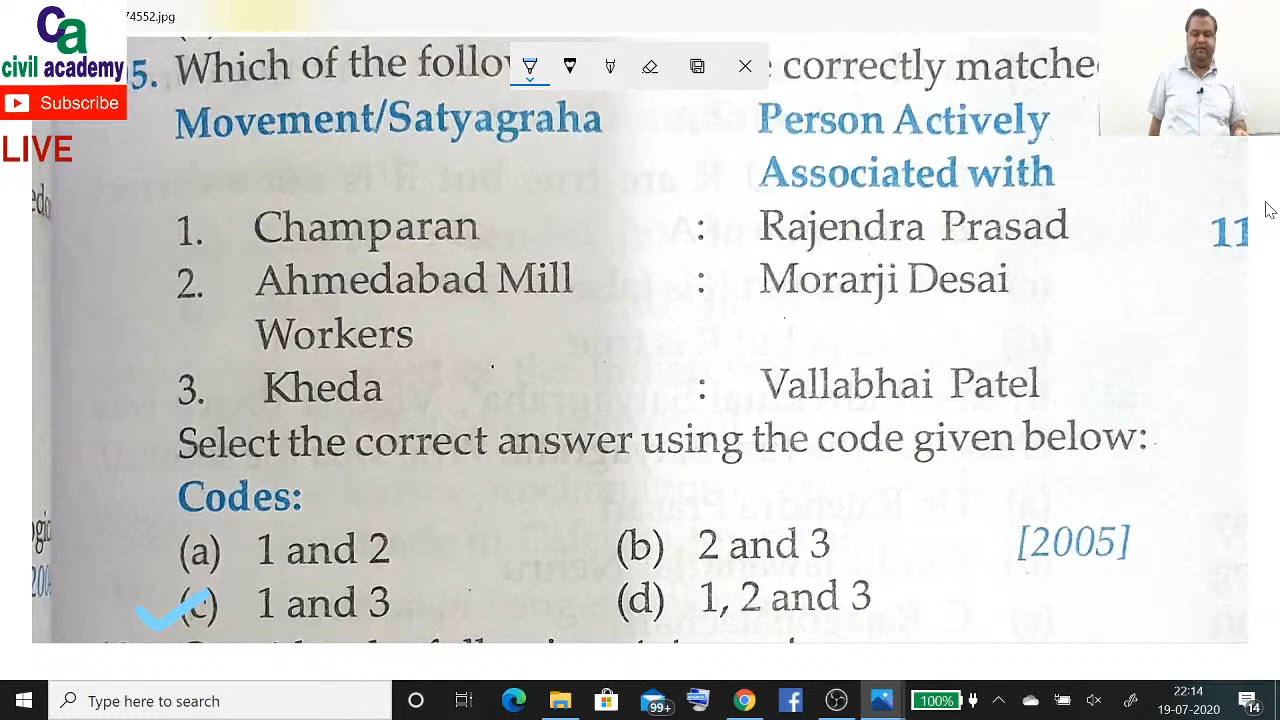 74552.jpg
ca
civil academy
Subscribe
LIVE
5. Which of the correctly
Movement/Satyagraha Person Actively
Associated with
1. Champaran : Rajendra Prasad
11
2. Ahmedabad Mill : Morarji Desai
Workers
3. Kheda : Vallabhai Patel
Select the correct answer using the code given below:
Codes:
(a) 1 and 2 (b) 2 and 3 [2005]
(c) 1 and 3 (d) 1, 2 and 3
Type here to search
99+
100%
22:14
19-07-2020
14